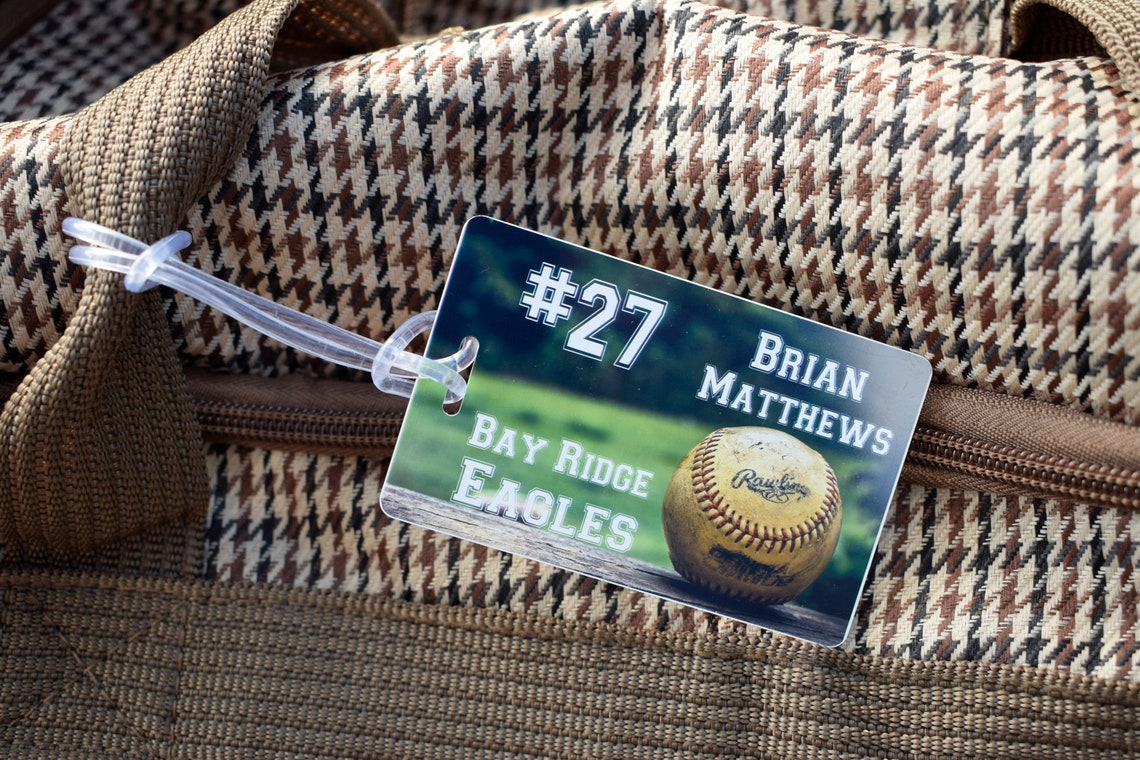 #27
Brian
Matthews
Bay Ridge
Eagles
Rawlings